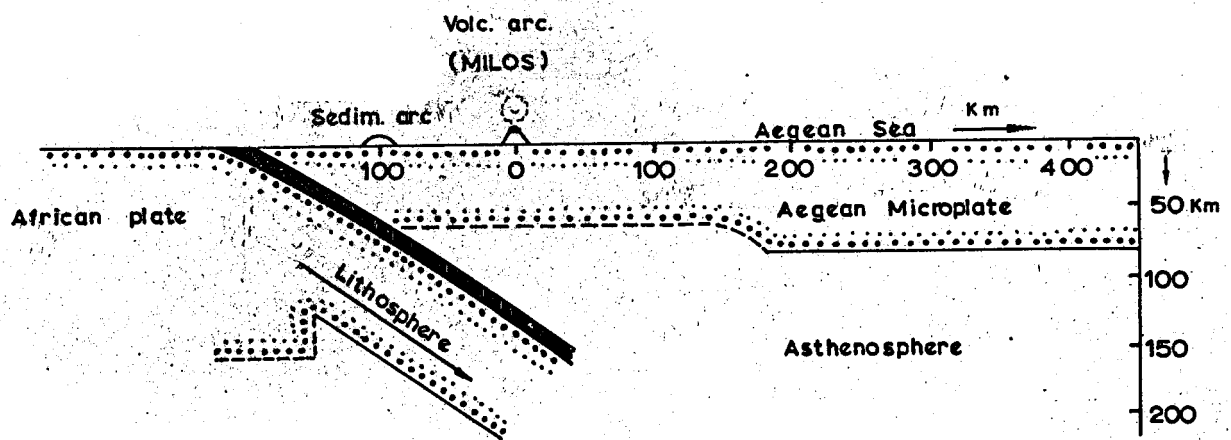 Volc. arc.
(MILOS)
Sedim. arc
Aegean Sea
Km
100 0 100 200 300 400
African plate
Aegean Microplate
50 Km
100
Lithosphere
Asthenosphere
150
200